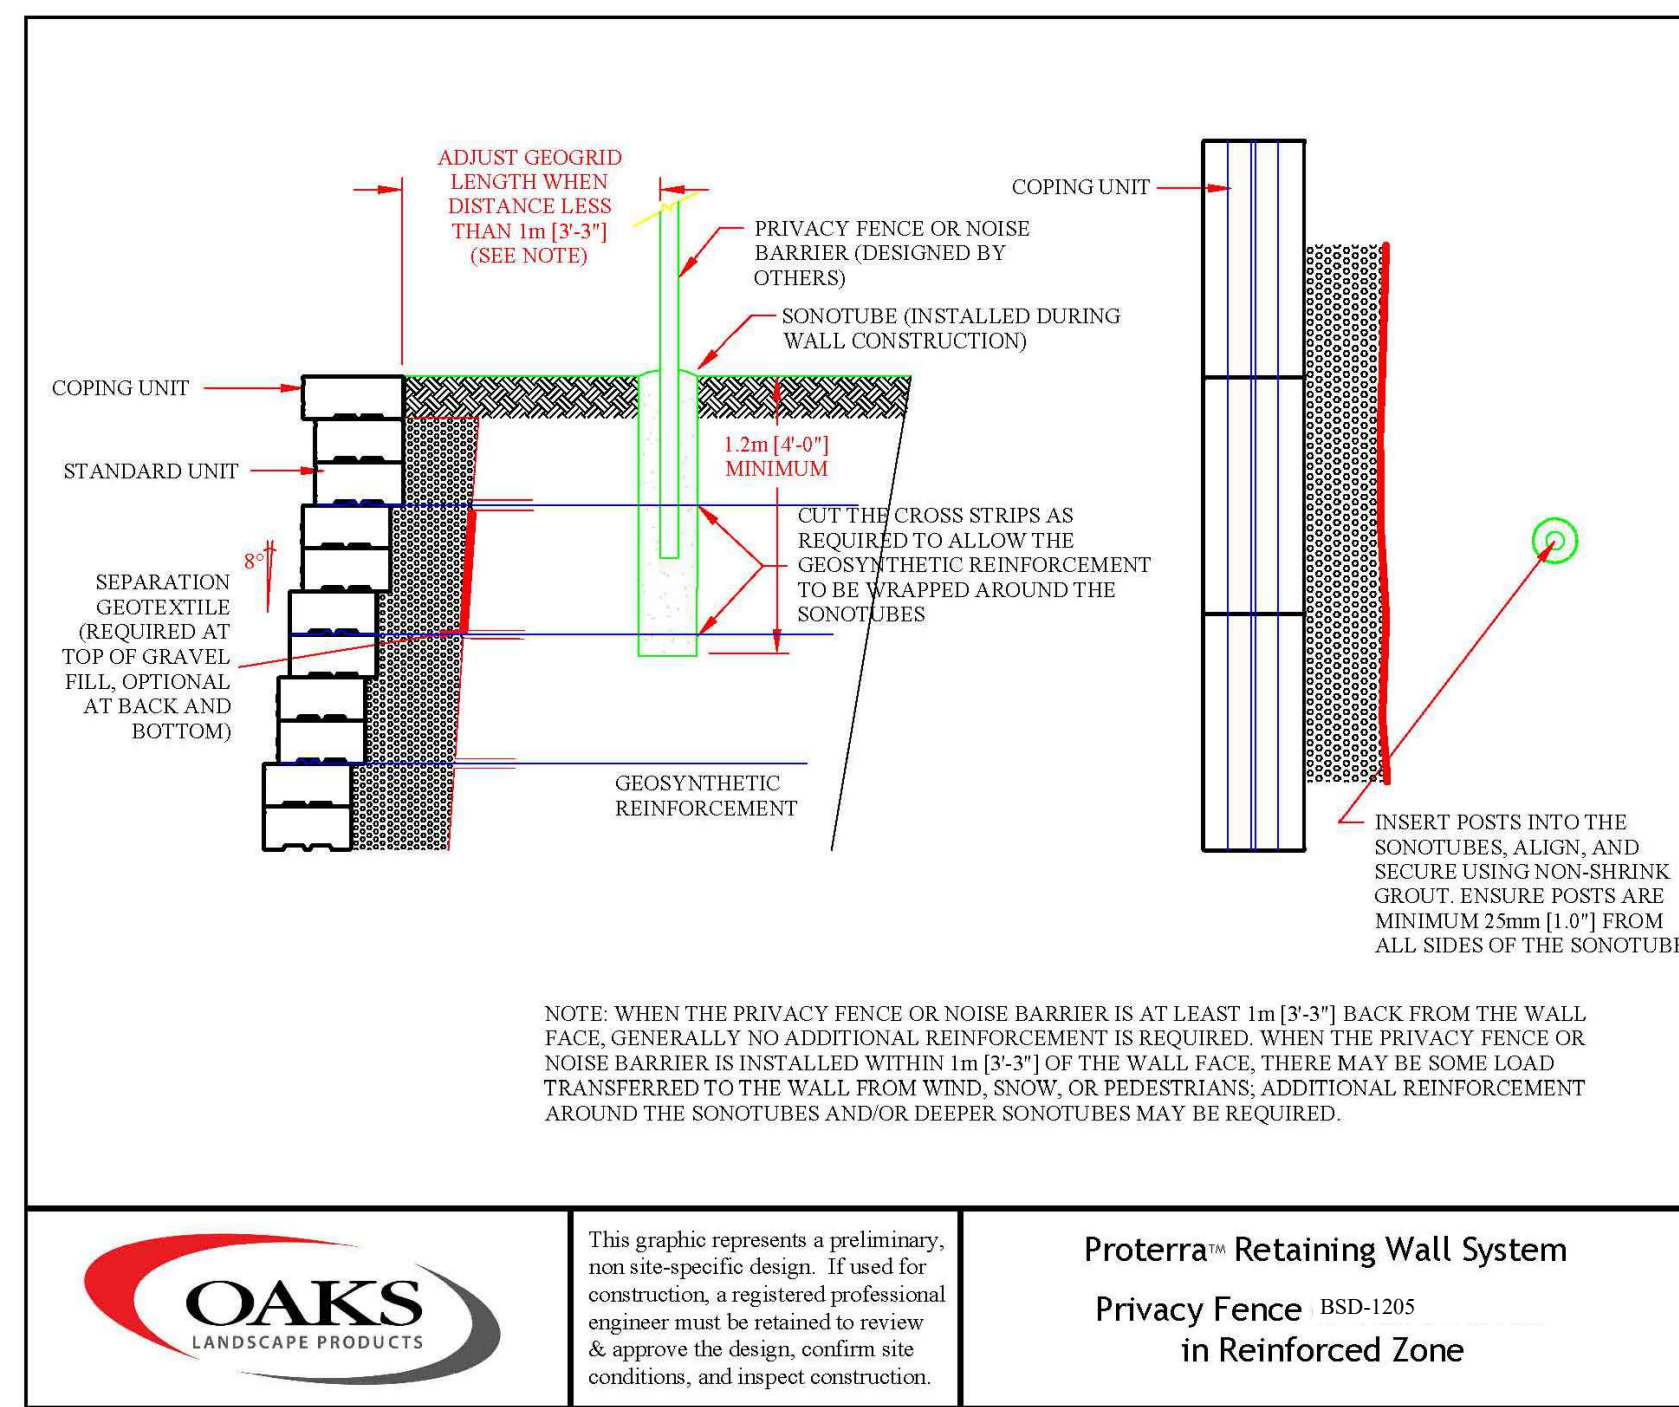 ADJUST GEOGRID
LENGTH WHEN
DISTANCE LESS
THAN 1m [3'-3"]
(SEE NOTE)
PRIVACY FENCE OR NOISE
BARRIER (DESIGNED BY
OTHERS)
SONOTUBE (INSTALLED DURING
WALL CONSTRUCTION)
COPING UNIT
STANDARD UNIT
8°
SEPARATION
GEOTEXTILE
(REQUIRED AT
TOP OF GRAVEL
FILL, OPTIONAL
AT BACK AND
BOTTOM)
1.2m [4'-0"]
MINIMUM
CUT THE CROSS STRIPS AS
REQUIRED TO ALLOW THE
GEOSYNTHETIC REINFORCEMENT
TO BE WRAPPED AROUND THE
SONOTUBES
GEOSYNTHETIC
REINFORCEMENT
COPING UNIT
INSERT POSTS INTO THE
SONOTUBES, ALIGN, AND
SECURE USING NON-SHRINK
GROUT. ENSURE POSTS ARE
MINIMUM 25mm [1.0"] FROM
ALL SIDES OF THE SONOTUBE
NOTE: WHEN THE PRIVACY FENCE OR NOISE BARRIER IS AT LEAST 1m [3'-3"] BACK FROM THE WALL
FACE, GENERALLY NO ADDITIONAL REINFORCEMENT IS REQUIRED. WHEN THE PRIVACY FENCE OR
NOISE BARRIER IS INSTALLED WITHIN 1m [3'-3"] OF THE WALL FACE, THERE MAY BE SOME LOAD
TRANSFERRED TO THE WALL FROM WIND, SNOW, OR PEDESTRIANS; ADDITIONAL REINFORCEMENT
AROUND THE SONOTUBES AND/OR DEEPER SONOTUBES MAY BE REQUIRED.
OAKS
LANDSCAPE PRODUCTS
This graphic represents a preliminary,
non site-specific design. If used for
construction, a registered professional
engineer must be retained to review
& approve the design, confirm site
conditions, and inspect construction.
Proterra™ Retaining Wall System
Privacy Fence BSD-1205
in Reinforced Zone